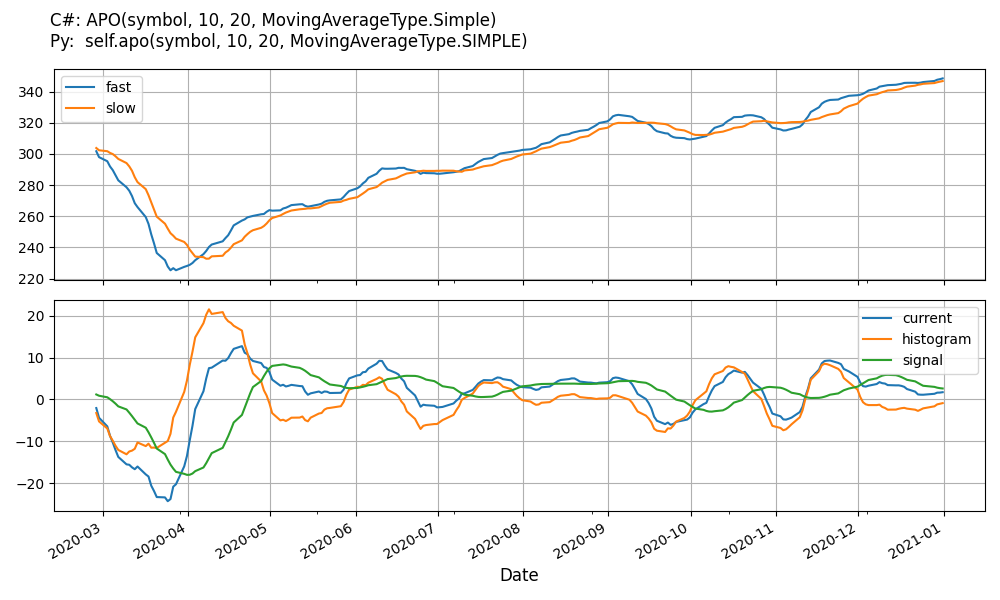 C#: APO(symbol, 10, 20, MovingAverageType.Simple)
Py:  self.apo(symbol, 10, 20, MovingAverageType.SIMPLE)
fast
slow
340
320
300
280
260
240
220
current
histogram
signal
20
10
0
−10
−20
2020-03
2020-04
2020-05
2020-06
2020-07
2020-08
2020-09
2020-10
2020-11
2020-12
2021-01
Date